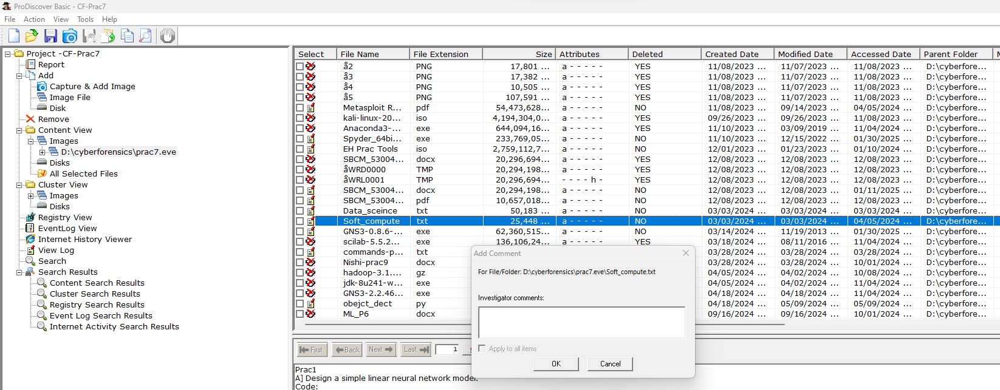 ProDiscover Basic - CF-Prac7
File Action View Tools Help
Project -CF-Prac7
Report
Add
Capture & Add Image
Image File
Disk
Remove
Content View
Images
D:\cyberforensics\prac7.eve
Disks
All Selected Files
Cluster View
Images
Disks
Registry View
EventLog View
Internet History Viewer
View Log
Search
Search Results
Content Search Results
Cluster Search Results
Registry Search Results
Event Log Search Results
Internet Activity Search Results
Select File Name File Extension Size Attributes Deleted Created Date Modified Date Accessed Date Parent Folder
å2 PNG 17,801 ... a - - - - - YES 11/08/2023 ... 11/07/2023 ... 11/08/2023 ... D:\cyberfore...
å3 PNG 17,382 ... a - - - - - YES 11/08/2023 ... 11/07/2023 ... 11/08/2023 ... D:\cyberfore...
å4 PNG 10,505 ... a - - - - - YES 11/08/2023 ... 11/07/2023 ... 11/08/2023 ... D:\cyberfore...
å5 PNG 107,591 ... a - - - - - YES 11/08/2023 ... 11/07/2023 ... 11/08/2023 ... D:\cyberfore...
Metasploit R... pdf 54,473,628... a - - - - - NO 11/08/2023 ... 09/14/2023 ... 04/05/2024 ... D:\cyberfore...
kali-linux-20... iso 4,194,304,0... a - - - - - YES 09/26/2023 ... 09/26/2023 ... 11/08/2023 ... D:\cyberfore...
Anaconda3-... exe 644,094,16... a - - - - - YES 11/10/2023 ... 03/09/2019 ... 11/04/2024 ... D:\cyberfore...
Spyder_64bi... exe 233,769,05... a - - - - - NO 11/10/2023 ... 12/15/2022 ... 01/30/2025 ... D:\cyberfore...
EH Prac Tools iso 2,759,112,7... a - - - - - NO 12/01/2023 ... 01/23/2023 ... 01/10/2024 ... D:\cyberfore...
SBCM_53004... docx 20,296,694... a - - - - - YES 12/08/2023 ... 12/08/2023 ... 12/08/2023 ... D:\cyberfore...
åWRD0000 TMP 20,294,198... a - - - - - YES 12/08/2023 ... 12/08/2023 ... 12/08/2023 ... D:\cyberfore...
åWRL0001 TMP 20,296,694... - - - - h - YES 12/08/2023 ... 12/08/2023 ... 12/08/2023 ... D:\cyberfore...
SBCM_53004... docx 20,294,198... a - - - - - NO 12/08/2023 ... 12/08/2023 ... 01/11/2025 ... D:\cyberfore...
SBCM_53004... pdf 10,657,018... a - - - - - NO 12/08/2023 ... 12/08/2023 ... 12/08/2023 ... D:\cyberfore...
Data_sceince txt 50,183 ... a - - - - - NO 03/03/2024 ... 03/03/2024 ... 03/03/2024 ... D:\cyberfore...
Soft_compute txt 25,448 ... a - - - - - NO 03/03/2024 ... 03/03/2024 ... 04/05/2024 ... D:\cyberfore...
GNS3-0.8.6-... exe 62,360,515... a - - - - - NO 03/14/2024 ... 11/19/2013 ... 01/30/2025 ... D:\cyberfore...
scilab-5.5.2... exe 136,106,24... a - - - - - YES 03/18/2024 ... 08/11/2016 ... 11/04/2024 ... D:\cyberfore...
commands-p... txt 03/28/2024 ... 03/28/2024 ... 03/28/2024 ... D:\cyberfore...
Nishi-prac9 docx 03/28/2024 ... 03/28/2024 ... 10/01/2024 ... D:\cyberfore...
hadoop-3.1.... gz 04/05/2024 ... 04/02/2024 ... 10/08/2024 ... D:\cyberfore...
jdk-8u241-w... exe 04/05/2024 ... 04/02/2024 ... 11/04/2024 ... D:\cyberfore...
GNS3-2.2.46... exe 04/18/2024 ... 04/18/2024 ... 11/04/2024 ... D:\cyberfore...
obejct_dect py 04/18/2024 ... 05/09/2024 ... 05/09/2024 ... D:\cyberfore...
ML_P6 docx 09/16/2024 ... 09/16/2024 ... 10/01/2024 ... D:\cyberfore...
Add Comment
For File/Folder: D:\cyberforensics\prac7.eve\Soft_compute.txt
Investigator comments:
Apply to all items
OK Cancel
First Back Next Last 1
Prac1
A] Design a simple linear neural network model.
Code: